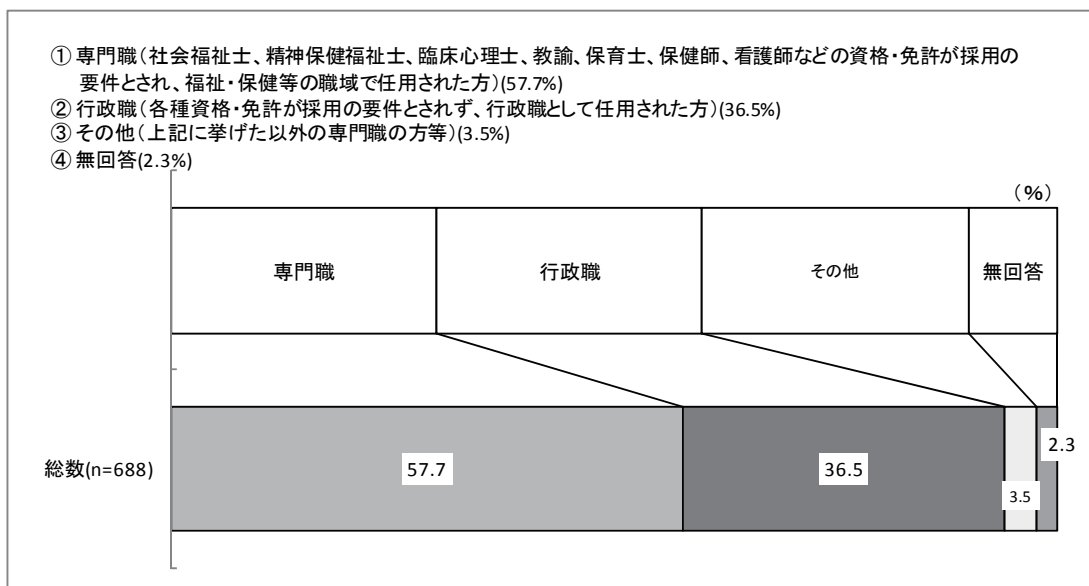 ① 専門職(社会福祉士、精神保健福祉士、臨床心理士、教諭、保育士、保健師、看護師などの資格・免許が採用の
要件とされ、福祉・保健等の職域で任用された方)(57.7%)
② 行政職(各種資格・免許が採用の要件とされず、行政職として任用された方)(36.5%)
③ その他(上記に挙げた以外の専門職の方等)(3.5%)
④ 無回答(2.3%)
(%)
専門職 行政職 その他 無回答
総数(n=688) 57.7 36.5 3.5 2.3